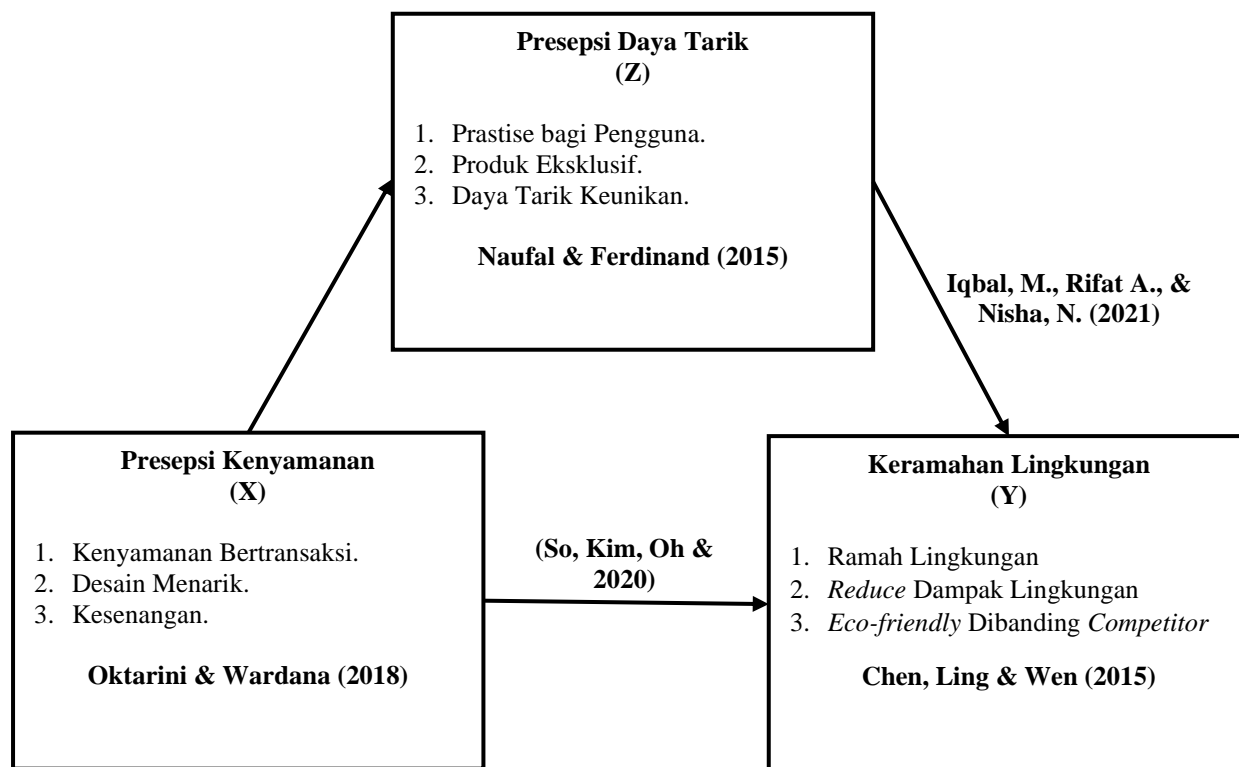 Presepsi Daya Tarik
(Z)
1. Prastise bagi Pengguna.
2. Produk Eksklusif.
3. Daya Tarik Keunikan.
Naufal & Ferdinand (2015)
Iqbal, M., Rifat A., &
Nisha, N. (2021)
Presepsi Kenyamanan
(X)
1. Kenyamanan Bertransaksi.
2. Desain Menarik.
3. Kesenangan.
Oktarini & Wardana (2018)
(So, Kim, Oh &
2020)
Keramahan Lingkungan
(Y)
1. Ramah Lingkungan
2. Reduce Dampak Lingkungan
3. Eco-friendly Dibanding Competitor
Chen, Ling & Wen (2015)